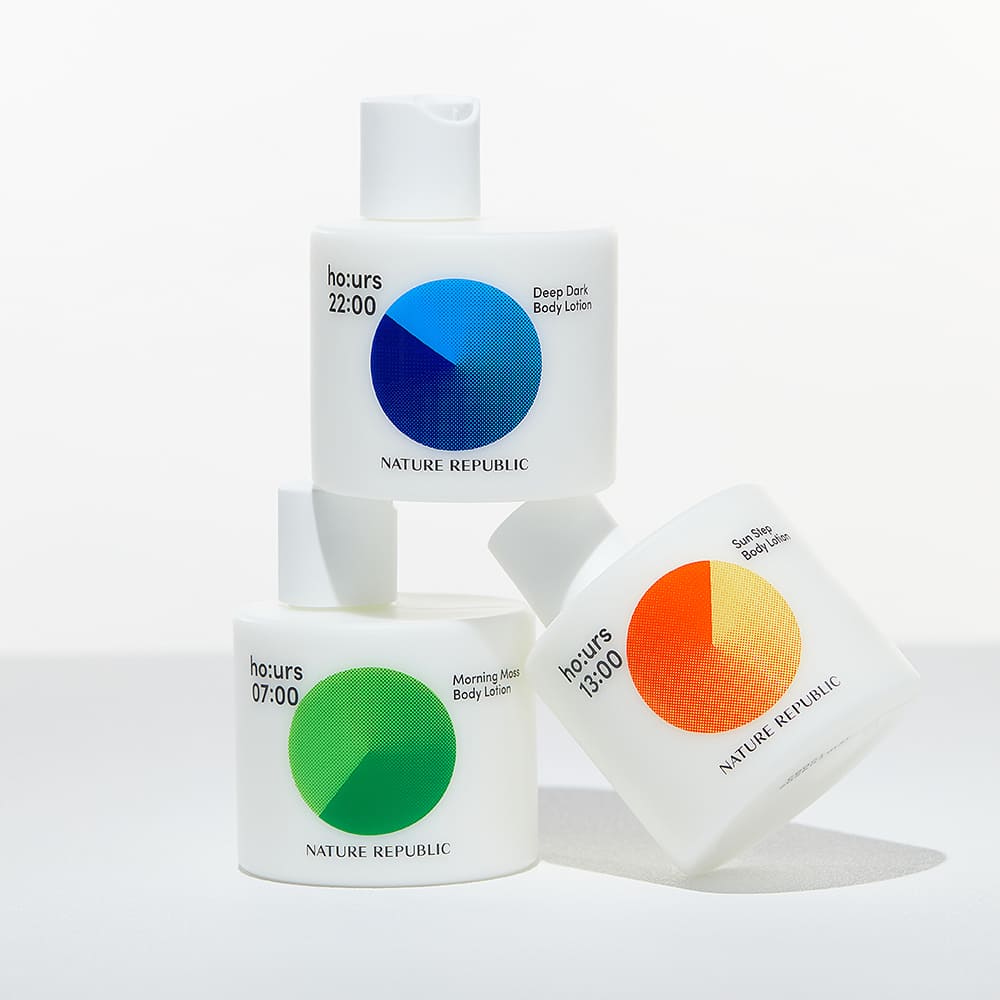 ho:urs
22:00
Deep Dark
Body Lotion
NATURE REPUBLIC
ho:urs
07:00
Morning Moss
Body Lotion
NATURE REPUBLIC
ho:urs
13:00
Sun Step
Body Lotion
NATURE REPUBLIC